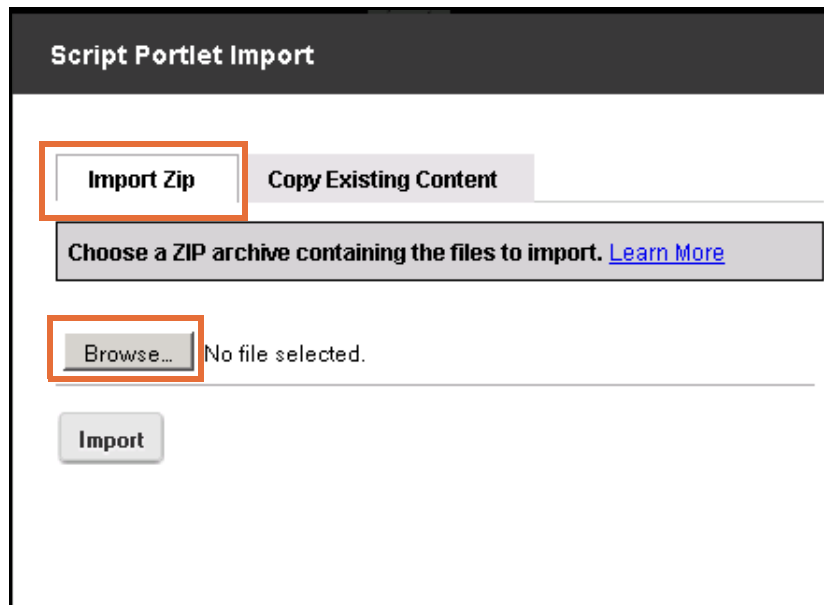 Script Portlet Import
Import Zip Copy Existing Content
Choose a ZIP archive containing the files to import. Learn More
Browse... No file selected.
Import